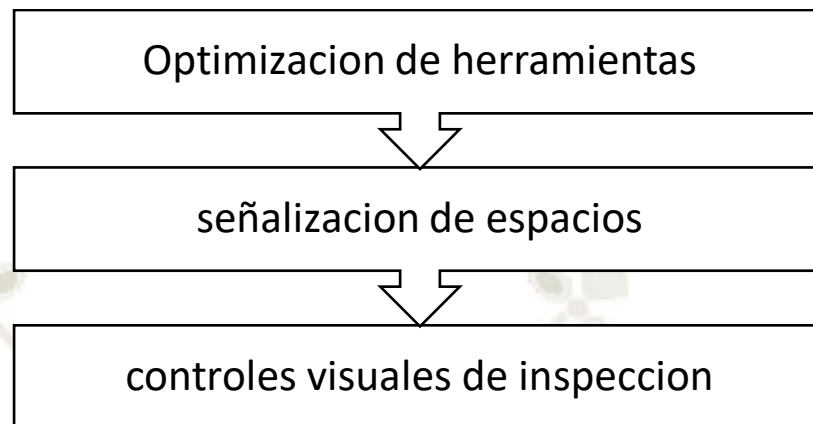 Optimizacion de herramientas
señalizacion de espacios
controles visuales de inspeccion